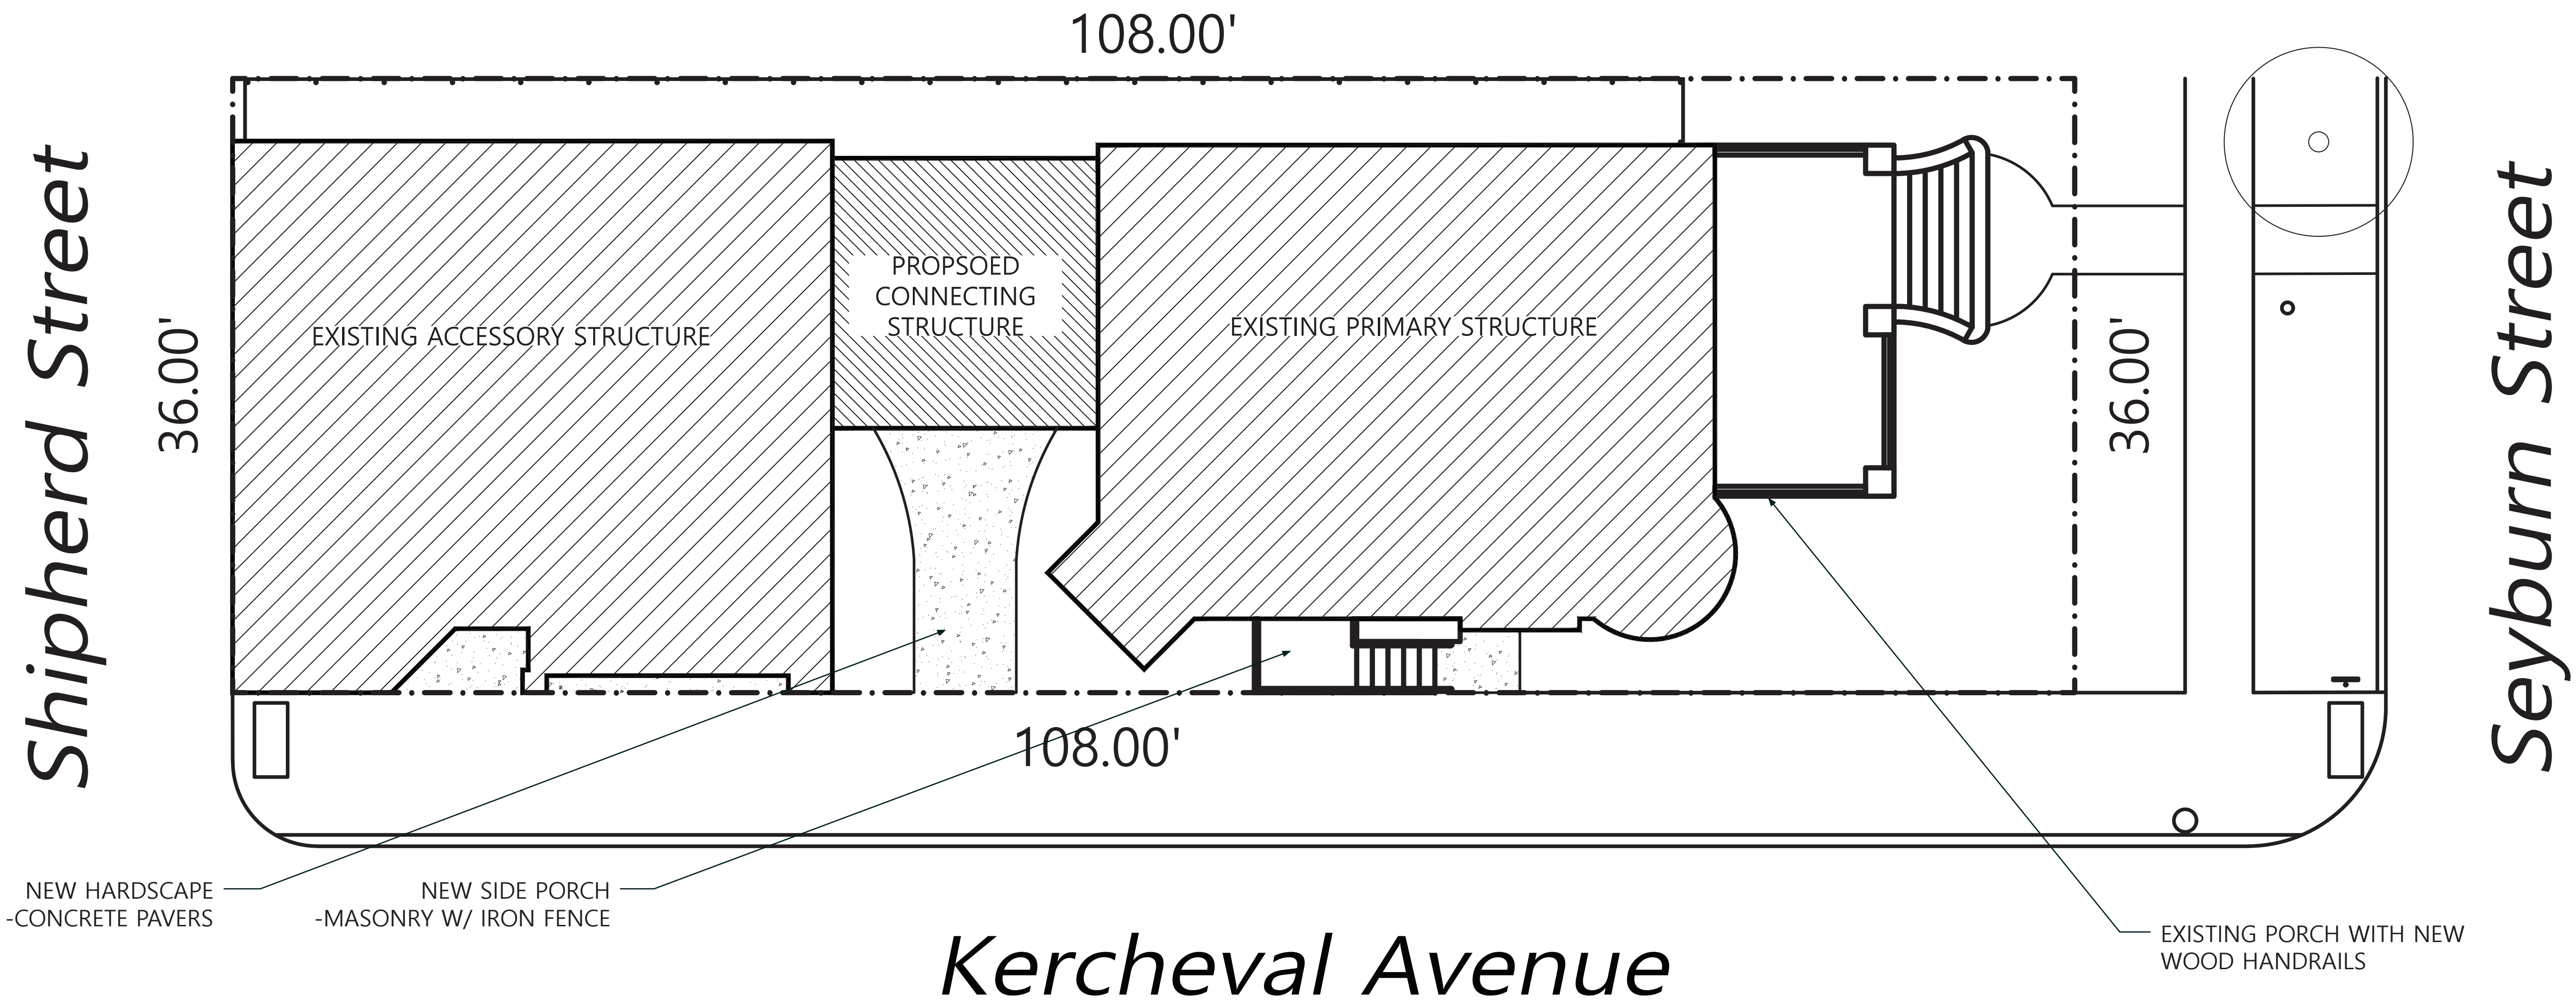 108.00'
Shipherd Street
36.00'
EXISTING ACCESSORY STRUCTURE
PROPSOED
CONNECTING
STRUCTURE
EXISTING PRIMARY STRUCTURE
36.00'
Seyburn Street
108.00'
NEW HARDSCAPE
-CONCRETE PAVERS
NEW SIDE PORCH
-MASONRY W/ IRON FENCE
Kercheval Avenue
EXISTING PORCH WITH NEW
WOOD HANDRAILS